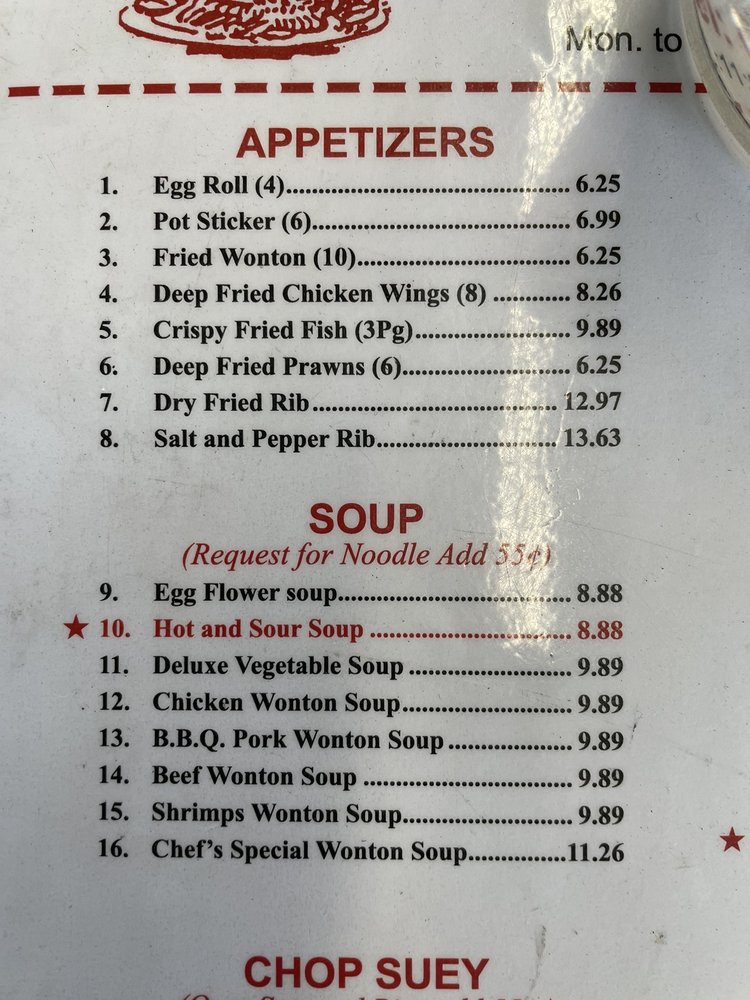 Mon. to
APPETIZERS
1. Egg Roll (4)........................................... 6.25
2. Pot Sticker (6)....................................... 6.99
3. Fried Wonton (10)................................ 6.25
4. Deep Fried Chicken Wings (8) ............ 8.26
5. Crispy Fried Fish (3Pg)........................ 9.89
6. Deep Fried Prawns (6)......................... 6.25
7. Dry Fried Rib..................................... 12.97
8. Salt and Pepper Rib........................... 13.63
SOUP
(Request for Noodle Add 55¢)
9. Egg Flower soup................................... 8.88
★ 10. Hot and Sour Soup .............................. 8.88
11. Deluxe Vegetable Soup ........................ 9.89
12. Chicken Wonton Soup......................... 9.89
13. B.B.Q. Pork Wonton Soup ................... 9.89
14. Beef Wonton Soup ............................... 9.89
15. Shrimps Wonton Soup......................... 9.89
16. Chef's Special Wonton Soup...............11.26
★
CHOP SUEY